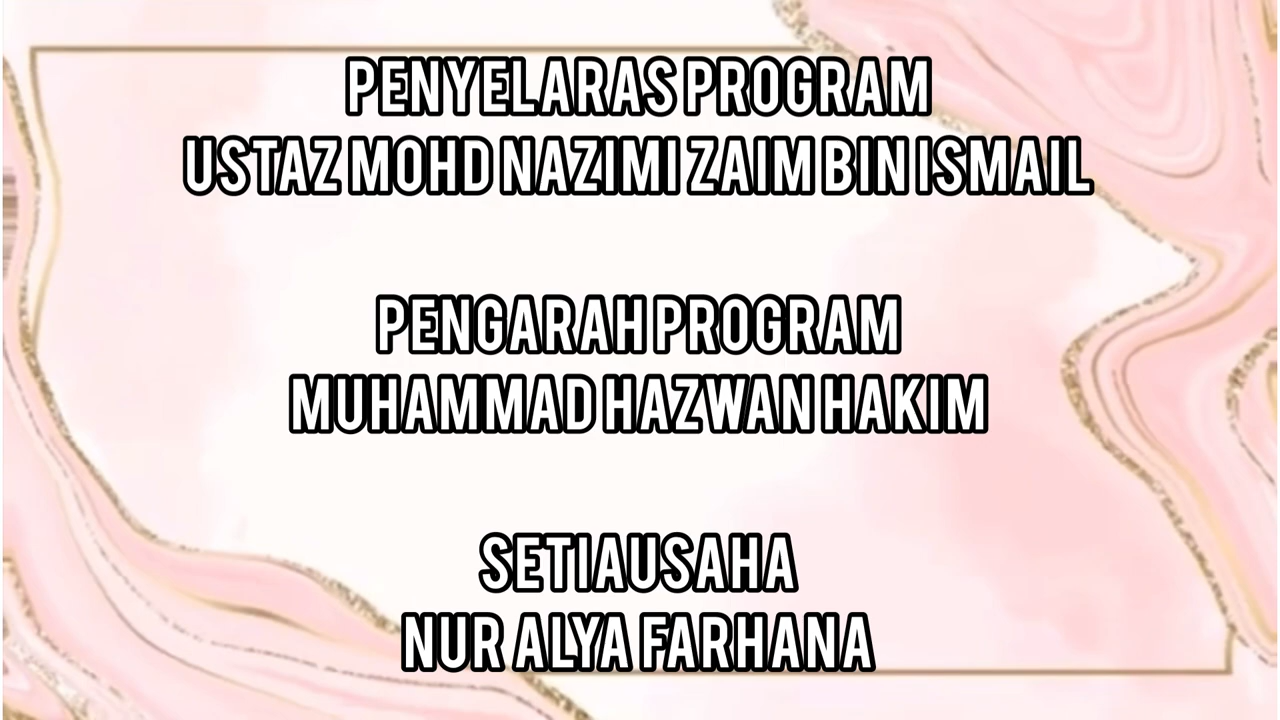 PENYELARAS PROGRAM
USTAZ MOHD NAZIMI ZAIM BIN ISMAIL
PENGARAH PROGRAM
MUHAMMAD HAZWAN HAKIM
SETIAUSAHA
NUR ALYA FARHANA